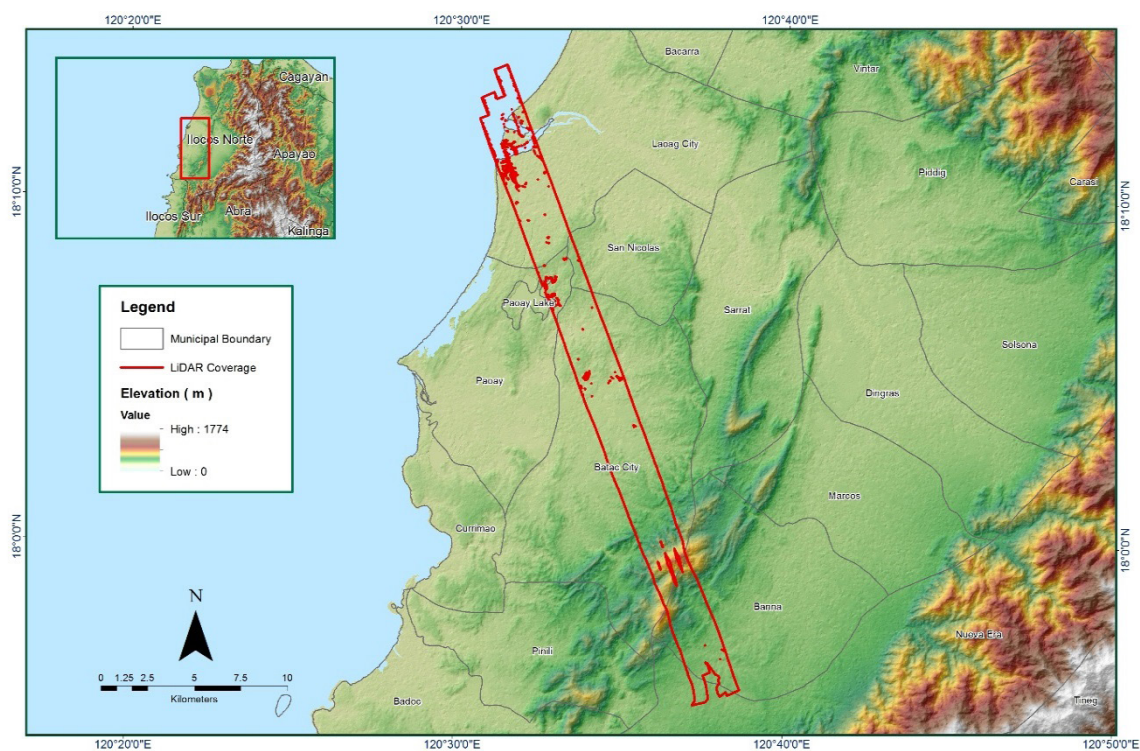 120°20'0"E
120°30'0"E
120°40'0"E
Bacarra
Vintar
Cagayan
Ilocos Norte
Apayao
Ilocos Sur
Abra
Kalinga
Laoag City
Piddig
Carasi
18°10'0"N
18°10'0"N
San Nicolas
Paoay Lake
Sarrat
Solsona
Legend
Municipal Boundary
LiDAR Coverage
Elevation ( m )
Value
High : 1774
Low : 0
Paoay
Dingras
Batac City
Marcos
Currimao
18°0'0"N
18°0'0"N
N
Banna
Nueva Era
Pinili
0 1.25 2.5 5 7.5 10
Kilometers
Badoc
Tineg
120°20'0"E
120°30'0"E
120°40'0"E
120°50'0"E